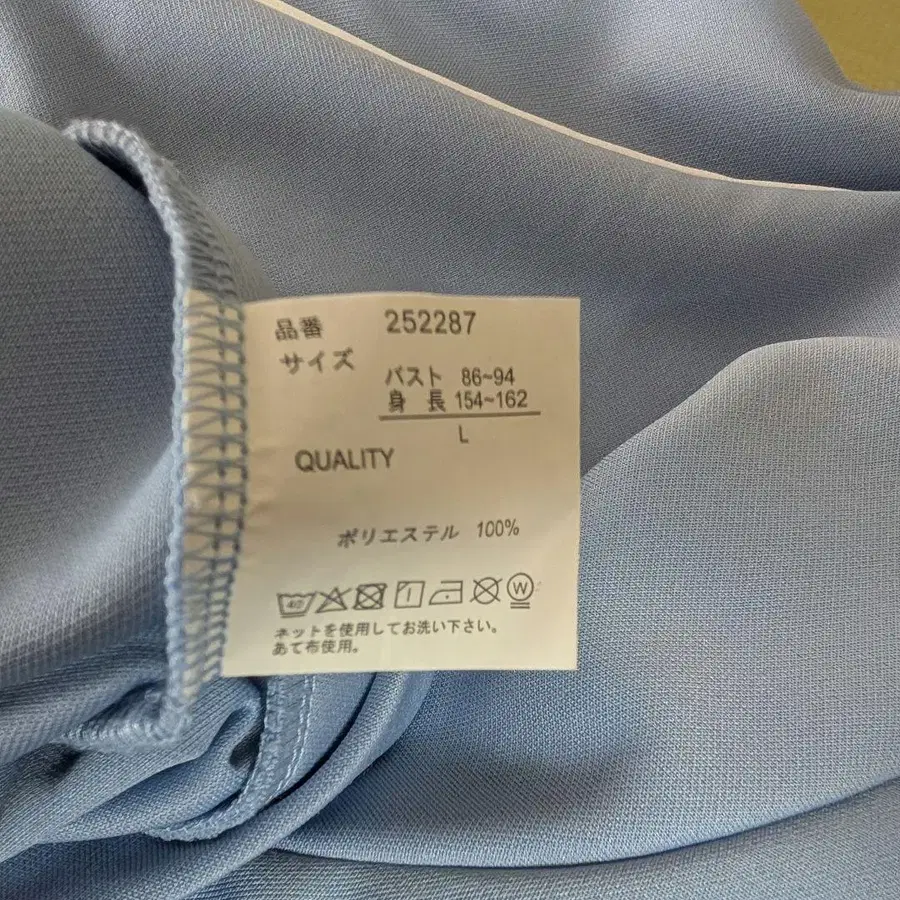 品番 252287
サイズ
バスト 86~94
身 長 154~162
L
QUALITY
ポリエステル 100%
40 W
ネットを使用してお洗い下さい。
あて布使用。